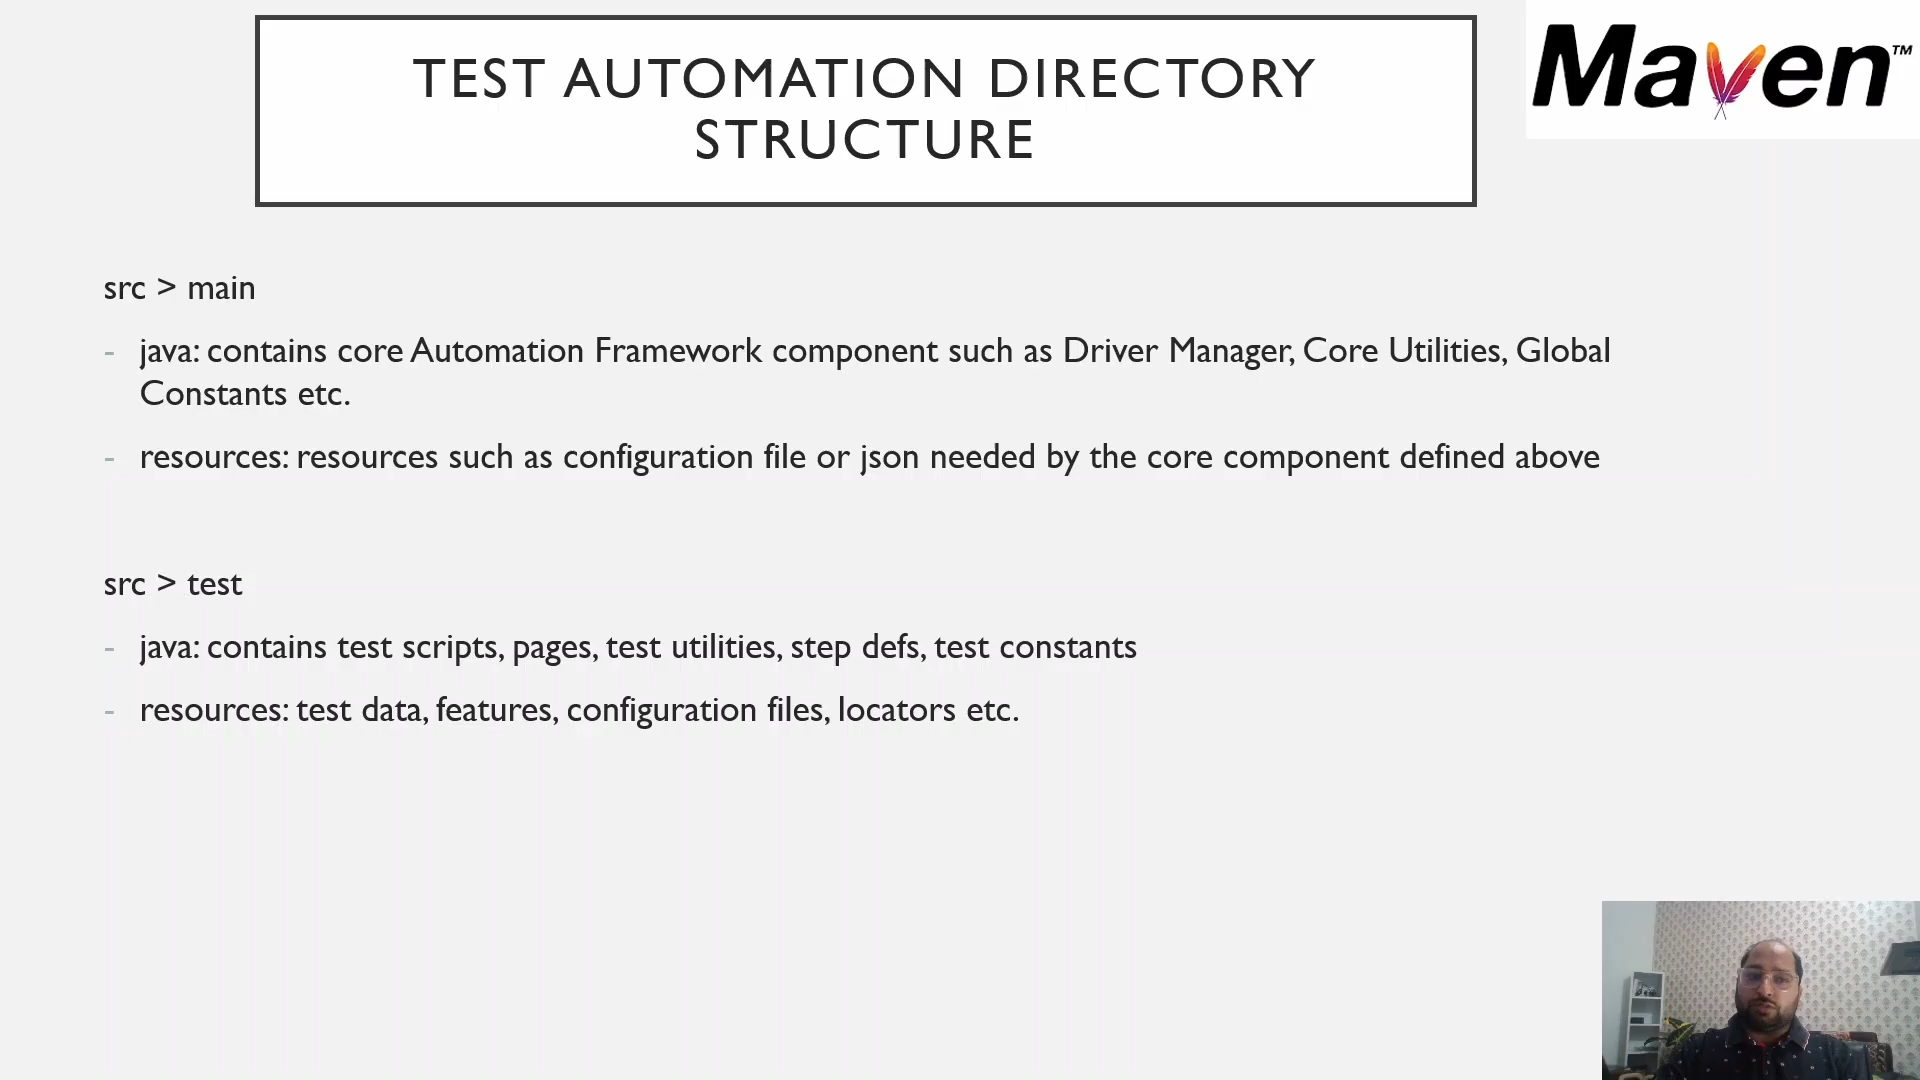 TEST AUTOMATION DIRECTORY
STRUCTURE
Maven™
src > main
- java: contains core Automation Framework component such as Driver Manager, Core Utilities, Global
Constants etc.
- resources: resources such as configuration file or json needed by the core component defined above
src > test
- java: contains test scripts, pages, test utilities, step defs, test constants
- resources: test data, features, configuration files, locators etc.